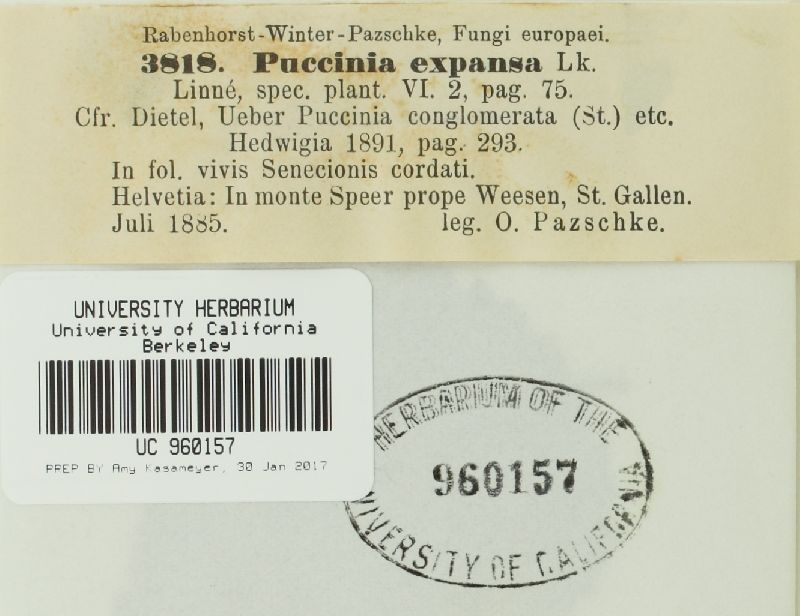 Rabenhorst-Winter-Pazschke, Fungi europaei.
3818. Puccinia expansa Lk.
Linné, spec. plant. VI. 2, pag. 75.
Cfr. Dietel, Ueber Puccinia conglomerata (St.) etc.
Hedwigia 1891, pag. 293.
In fol. vivis Senecionis cordati.
Helvetia: In monte Speer prope Weesen, St. Gallen.
Juli 1885. leg. O. Pazschke.
UNIVERSITY HERBARIUM
University of California
Berkeley
UC 960157
PREP BY Amy Kasameyer, 30 Jan 2017
HERBARIUM OF THE
960157
UNIVERSITY OF CALIFORNIA